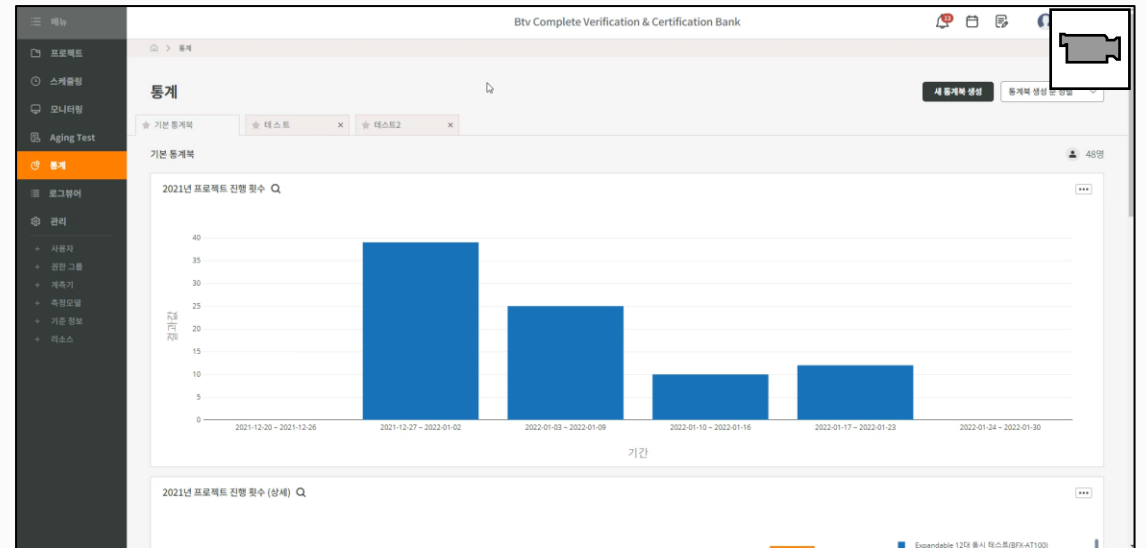 메뉴
Btv Complete Verification & Certification Bank
프로젝트
스케줄링
모니터링
Aging Test
통계
로그뷰어
관리
+ 사용자
+ 권한 그룹
+ 계측기
+ 측정모델
+ 기준 정보
+ 리소스
> 통계
통계
새 통계북 생성
통계북 생성 순 정렬
기본 통계북
테스트 ×
테스트2 ×
기본 통계북
48명
2021년 프로젝트 진행 횟수
결과값
40
35
30
25
20
15
10
5
0
2021-12-20 ~ 2021-12-26
2021-12-27 ~ 2022-01-02
2022-01-03 ~ 2022-01-09
2022-01-10 ~ 2022-01-16
2022-01-17 ~ 2022-01-23
2022-01-24 ~ 2022-01-30
기간
2021년 프로젝트 진행 횟수 (상세)
Expandable 12대 동시 테스트(BFX-AT100)